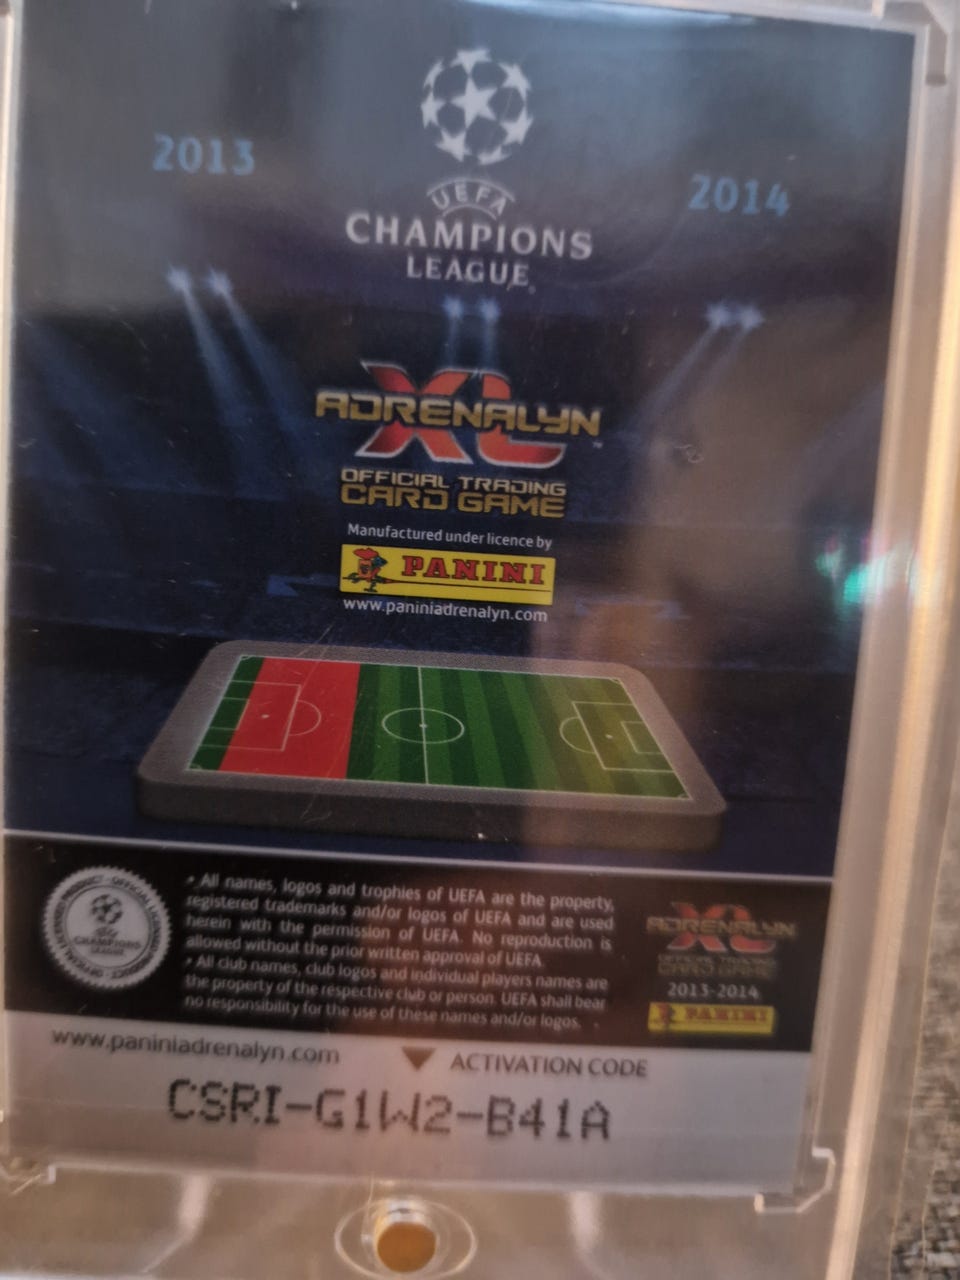 2013
2014
UEFA
CHAMPIONS
LEAGUE
ADRENALYN
XL
OFFICIAL TRADING
CARD GAME
Manufactured under licence by
PANINI
www.paniniadrenalyn.com
• All names, logos and trophies of UEFA are the property,
registered trademarks and/or logos of UEFA and are used
herein with the permission of UEFA. No reproduction is
allowed without the prior written approval of UEFA
• All club names, club logos and individual players names are
the property of the respective club or person. UEFA shall bear
no responsibility for the use of these names and/or logos.
UEFA
CHAMPIONS
LEAGUE
ADRENALYN
XL
OFFICIAL TRADING
CARD GAME
2013-2014
PANINI
www.paniniadrenalyn.com
ACTIVATION CODE
CSRI-G1W2-B41A